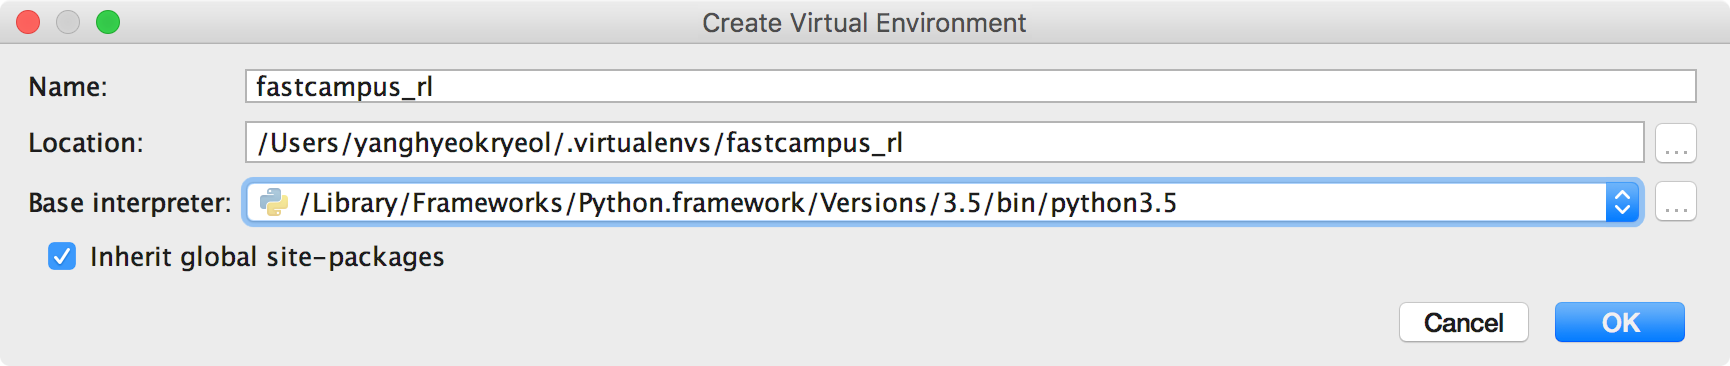 Create Virtual Environment
Name: fastcampus_rl
Location: /Users/yanghyeokryeol/.virtualenvs/fastcampus_rl ...
Base interpreter: /Library/Frameworks/Python.framework/Versions/3.5/bin/python3.5 ...
Inherit global site-packages
Cancel OK